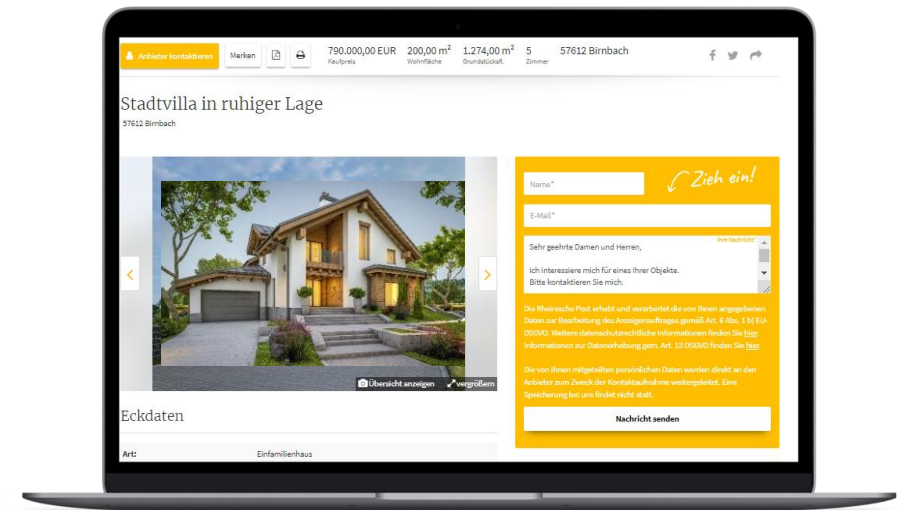 Anbieter kontaktieren
Merken
790.000,00 EUR
Kaufpreis
200,00 m²
Wohnfläche
1.274,00 m²
Grundstücksfl.
5
Zimmer
57612 Birnbach
Stadtvilla in ruhiger Lage
57612 Birnbach
Zieh ein!
Name*
E-Mail*
Ihre Nachricht*
Sehr geehrte Damen und Herren,
ich interessiere mich für eines Ihrer Objekte.
Bitte kontaktieren Sie mich.
Die Rheinische Post erhebt und verarbeitet die von Ihnen angegebenen
Daten zur Bearbeitung des Anzeigenauftrages gemäß Art. 6 Abs. 1 b) EU-
DSGVO. Weitere datenschutzrechtliche Informationen finden Sie hier.
Informationen zur Datenerhebung gem. Art. 13 DSGVO finden Sie hier.
Die von Ihnen mitgeteilten persönlichen Daten werden direkt an den
Anbieter zum Zweck der Kontaktaufnahme weitergeleitet. Eine
Speicherung bei uns findet nicht statt.
Nachricht senden
Übersicht anzeigen
vergrößern
Eckdaten
Art:
Einfamilienhaus